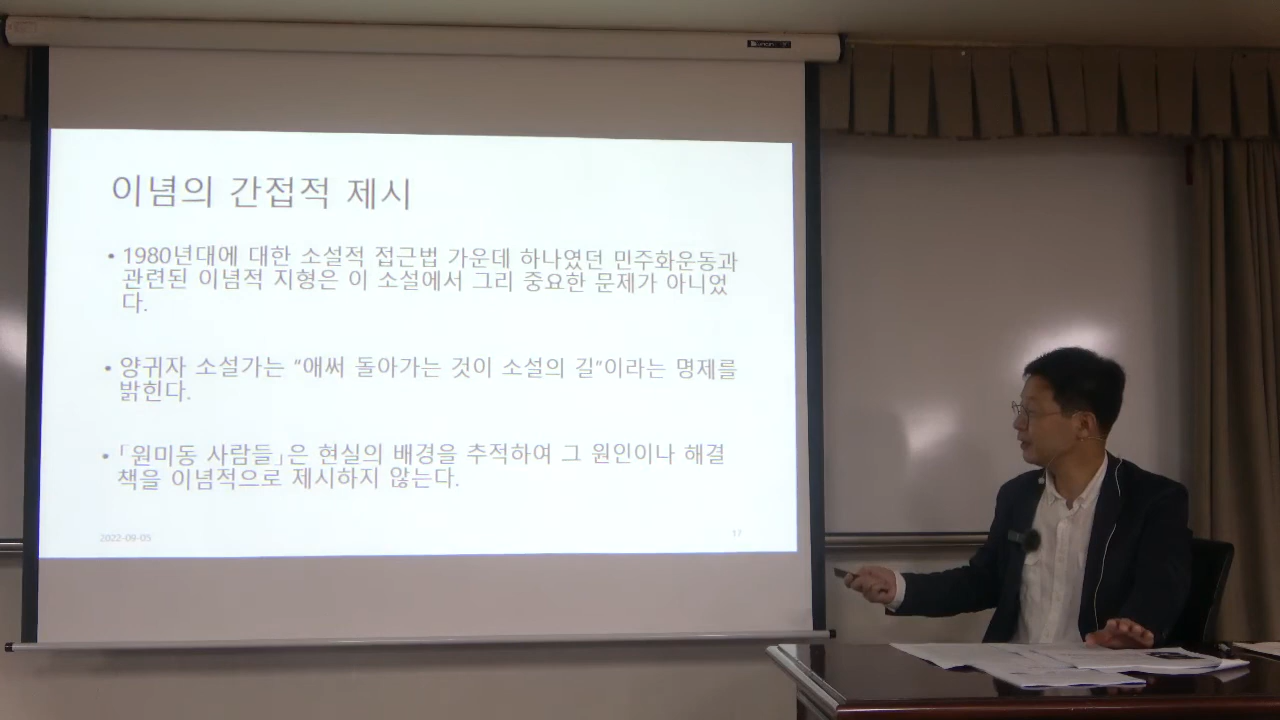 이념의 간접적 제시
• 1980년대에 대한 소설적 접근법 가운데 하나였던 민주화운동과
관련된 이념적 지형은 이 소설에서 그리 중요한 문제가 아니었
다.
• 양귀자 소설가는 "애써 돌아가는 것이 소설의 길"이라는 명제를
밝힌다.
• 「원미동 사람들」은 현실의 배경을 추적하여 그 원인이나 해결
책을 이념적으로 제시하지 않는다.
2022-09-05
17